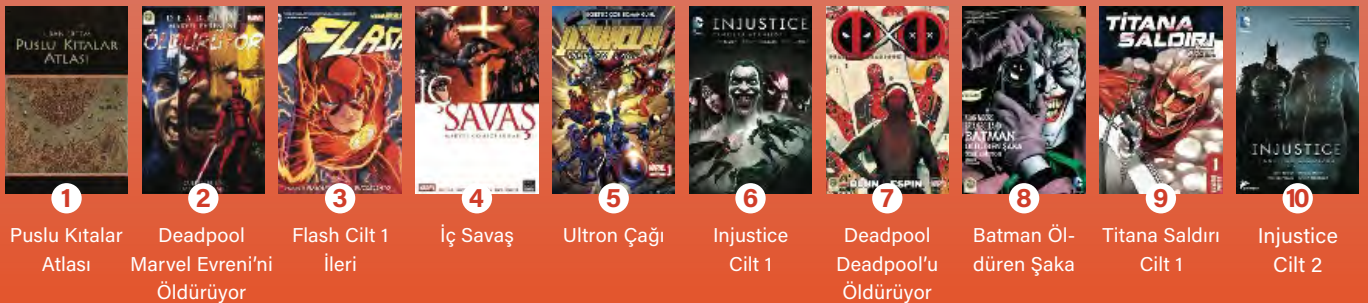 PUSLU KITALAR
ATLASI
DEADPOOL
ÖLDÜRÜYOR
FLASH
İÇ
SAVAŞ
INJUSTICE
INJUSTICE
BATMAN
TİTANA
SALDIRI
1
2
3
4
5
6
7
8
9
10
Puslu Kıtalar
Atlası
Deadpool
Marvel Evreni’ni
Öldürüyor
Flash Cilt 1
İleri
İç Savaş
Ultron Çağı
Injustice
Cilt 1
Deadpool
Deadpool’u
Öldürüyor
Batman Öl-
düren Şaka
Titana Saldırı
Cilt 1
Injustice
Cilt 2